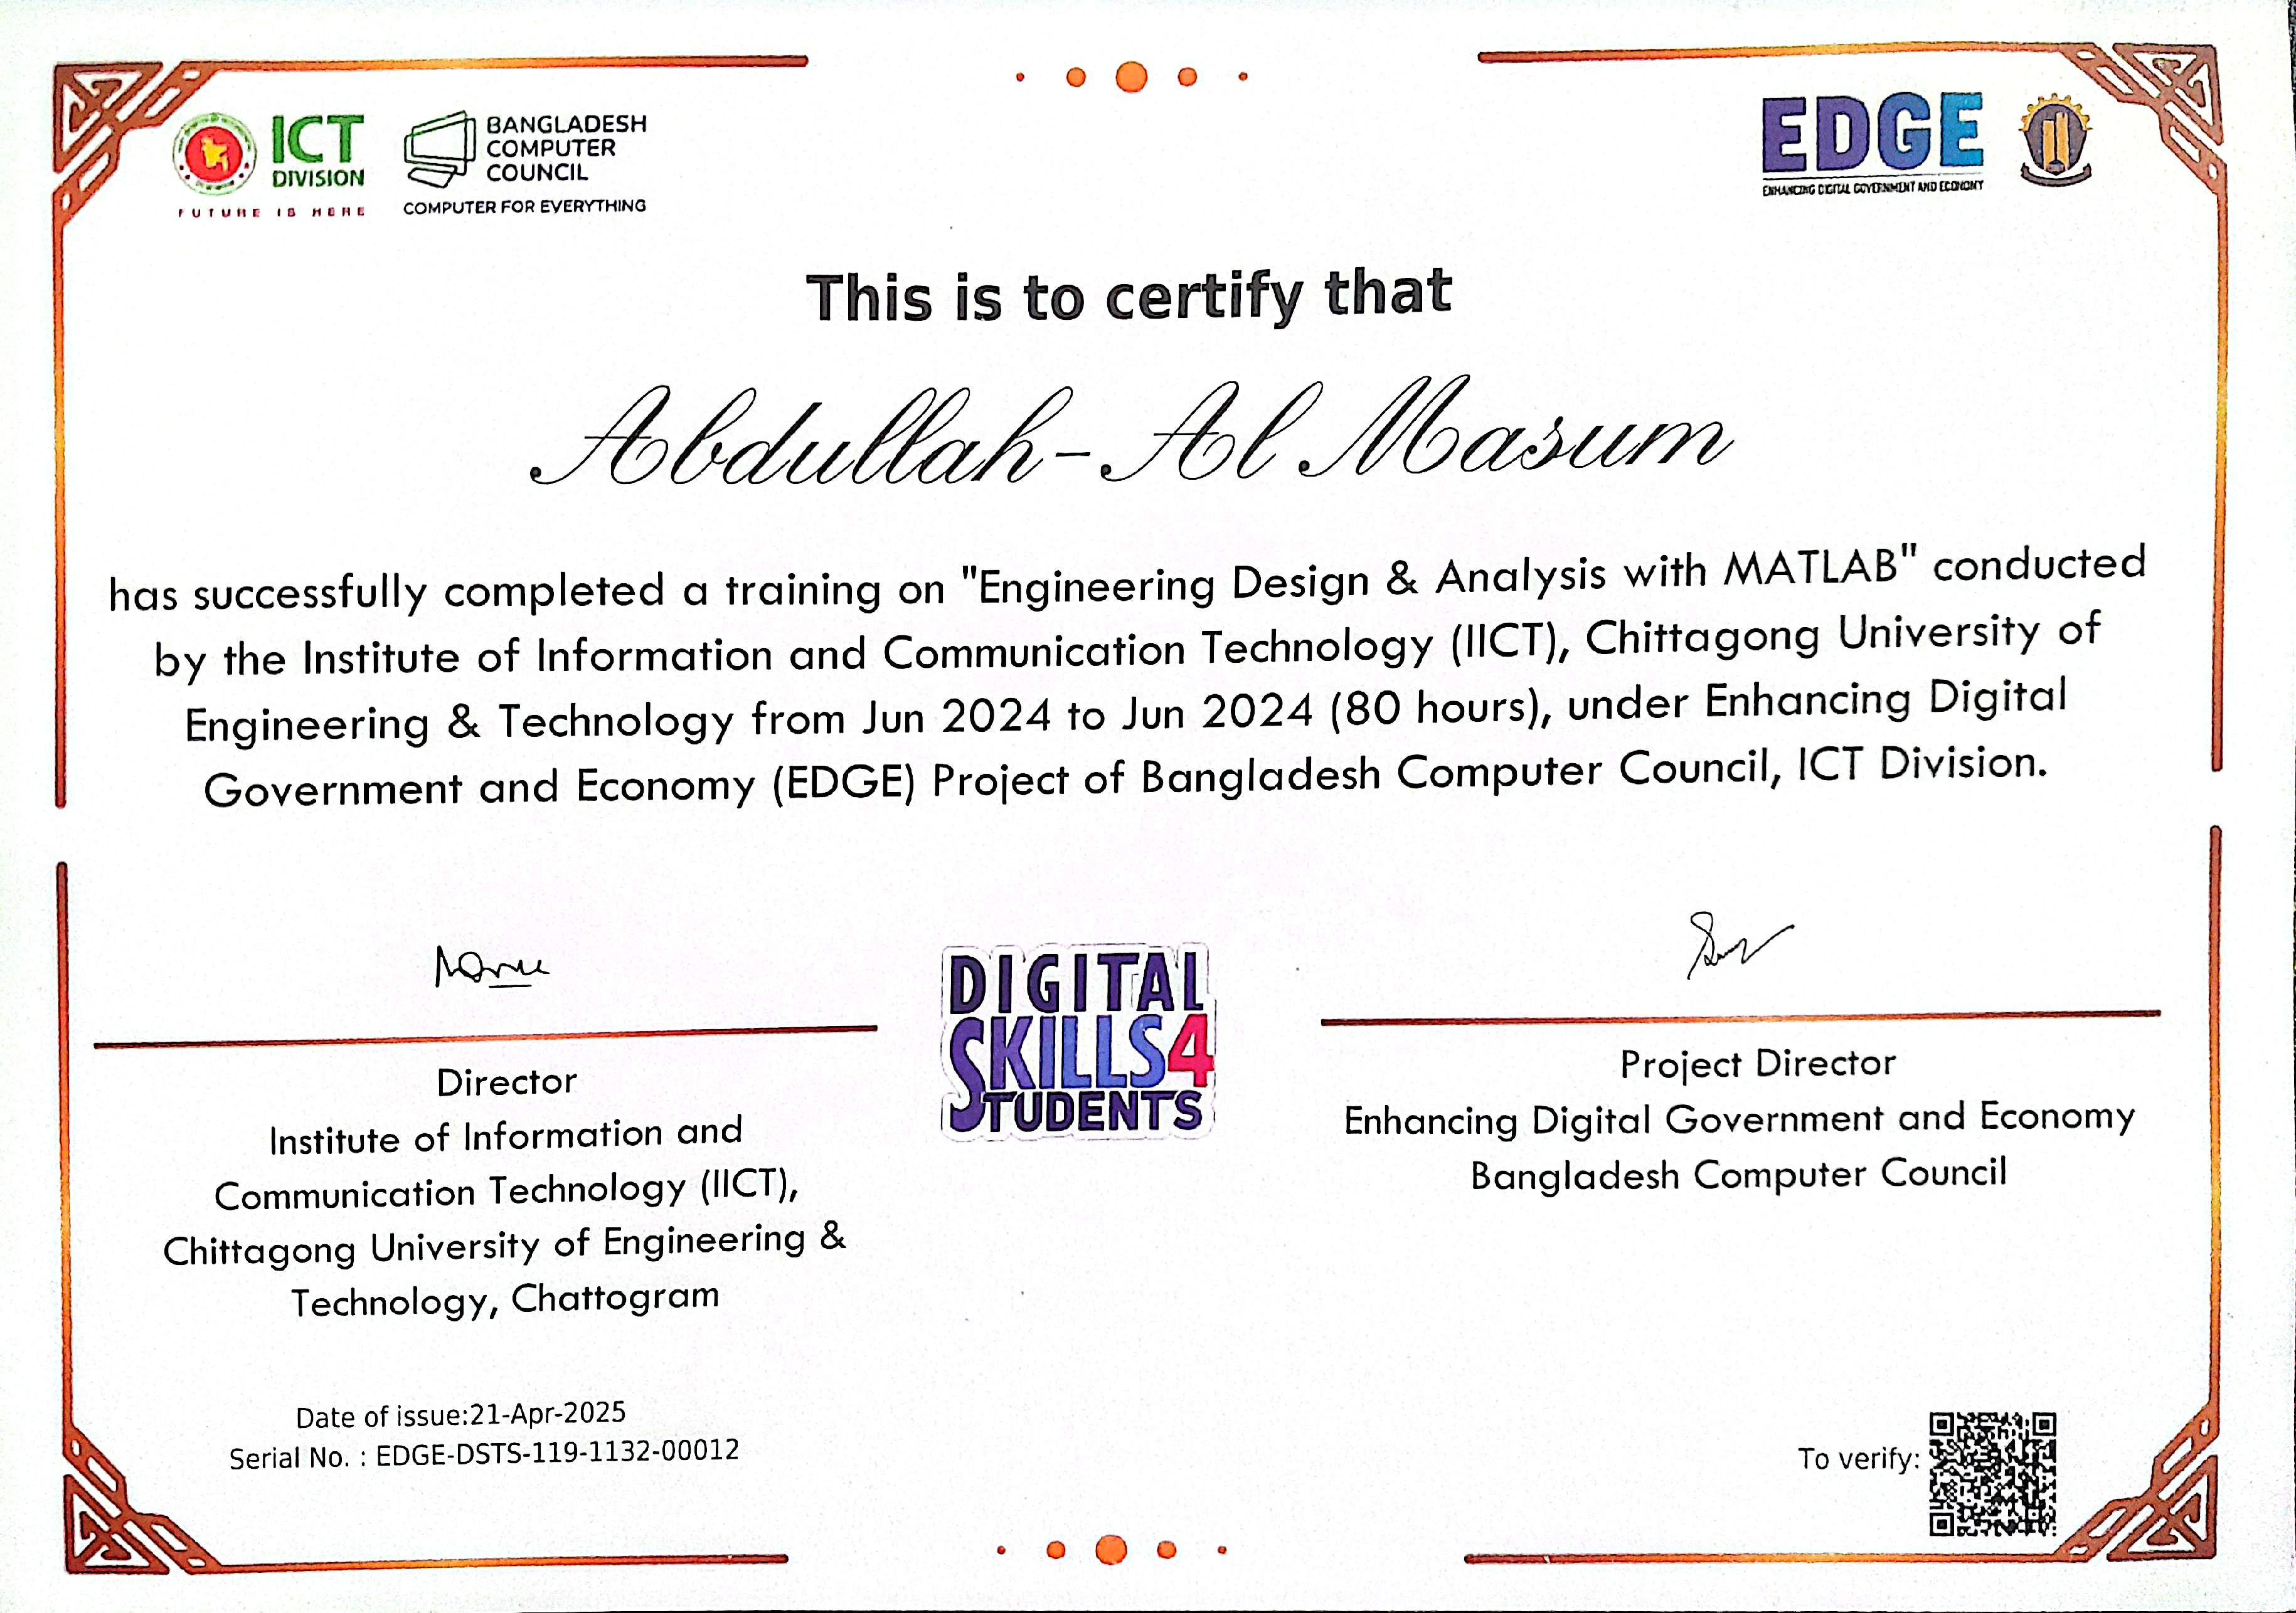 ICT
DIVISION
FUTURE IS HERE
BANGLADESH
COMPUTER
COUNCIL
COMPUTER FOR EVERYTHING
EDGE
ENHANCING DIGITAL GOVERNMENT AND ECONOMY
This is to certify that
Abdullah-Al Masum
has successfully completed a training on "Engineering Design & Analysis with MATLAB" conducted
by the Institute of Information and Communication Technology (IICT), Chittagong University of
Engineering & Technology from Jun 2024 to Jun 2024 (80 hours), under Enhancing Digital
Government and Economy (EDGE) Project of Bangladesh Computer Council, ICT Division.
Director
Institute of Information and
Communication Technology (IICT),
Chittagong University of Engineering &
Technology, Chattogram
DIGITAL
SKILLS4
STUDENTS
Project Director
Enhancing Digital Government and Economy
Bangladesh Computer Council
Date of issue:21-Apr-2025
Serial No. : EDGE-DSTS-119-1132-00012
To verify: